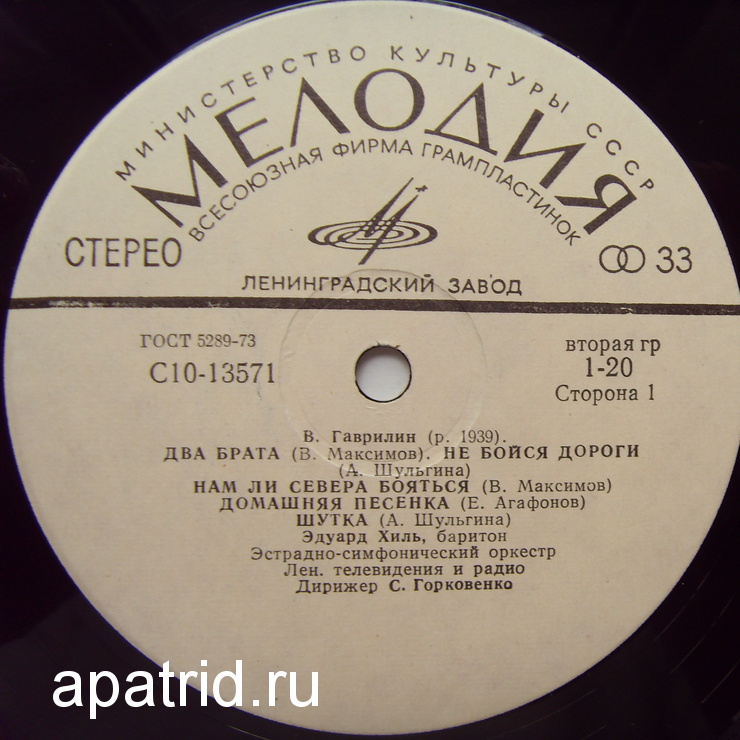 МИНИСТЕРСТВО КУЛЬТУРЫ СССР
МЕЛОДИЯ
ВСЕСОЮЗНАЯ ФИРМА ГРАМПЛАСТИНОК
СТЕРЕО 33
ЛЕНИНГРАДСКИЙ ЗАВОД
ГОСТ 5289-73 вторая гр
С10-13571 1-20
Сторона 1
В. Гаврилин (р. 1939).
ДВА БРАТА (В. Максимов). НЕ БОЙСЯ ДОРОГИ
(А. Шульгина)
НАМ ЛИ СЕВЕРА БОЯТЬСЯ (В. Максимов)
ДОМАШНЯЯ ПЕСЕНКА (Е. Агафонов)
ШУТКА (А. Шульгина)
Эдуард Хиль, баритон
Эстрадно-симфонический оркестр
Лен. телевидения и радио
Дирижер С. Горковенко
apatrid.ru